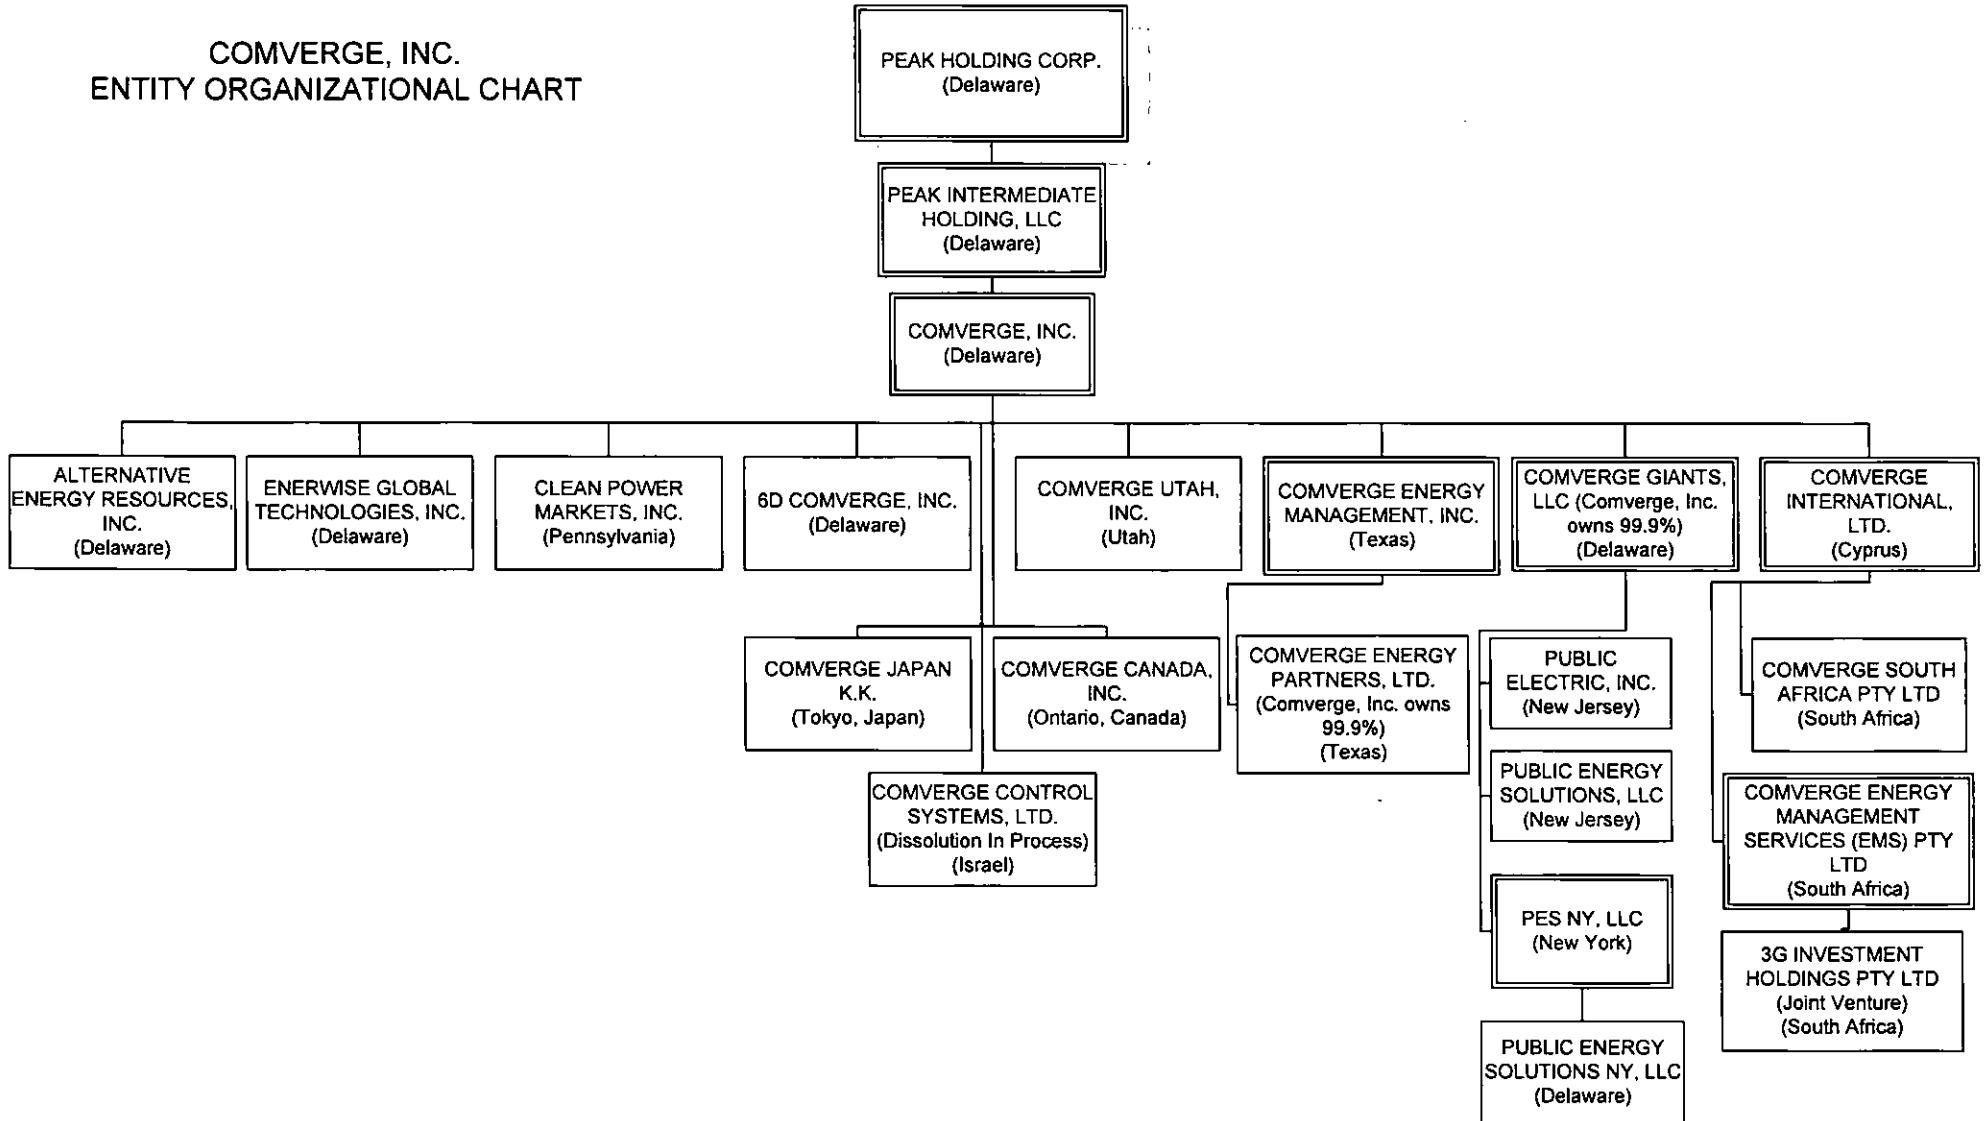 COMVERGE, INC.
ENTITY ORGANIZATIONAL CHART
PEAK HOLDING CORP.
(Delaware)
PEAK INTERMEDIATE
HOLDING, LLC
(Delaware)
COMVERGE, INC.
(Delaware)
ALTERNATIVE
ENERGY RESOURCES,
INC.
(Delaware)
ENERWISE GLOBAL
TECHNOLOGIES, INC.
(Delaware)
CLEAN POWER
MARKETS, INC.
(Pennsylvania)
6D COMVERGE, INC.
(Delaware)
COMVERGE UTAH,
INC.
(Utah)
COMVERGE ENERGY
MANAGEMENT, INC.
(Texas)
COMVERGE GIANTS,
LLC (Comverge, Inc.
owns 99.9%)
(Delaware)
COMVERGE
INTERNATIONAL,
LTD.
(Cyprus)
COMVERGE JAPAN
K.K.
(Tokyo, Japan)
COMVERGE CANADA,
INC.
(Ontario, Canada)
COMVERGE ENERGY
PARTNERS, LTD.
(Comverge, Inc. owns
99.9%)
(Texas)
PUBLIC
ELECTRIC, INC.
(New Jersey)
COMVERGE SOUTH
AFRICA PTY LTD
(South Africa)
COMVERGE CONTROL
SYSTEMS, LTD.
(Dissolution In Process)
(Israel)
PUBLIC ENERGY
SOLUTIONS, LLC
(New Jersey)
COMVERGE ENERGY
MANAGEMENT
SERVICES (EMS) PTY
LTD
(South Africa)
PES NY, LLC
(New York)
3G INVESTMENT
HOLDINGS PTY LTD
(Joint Venture)
(South Africa)
PUBLIC ENERGY
SOLUTIONS NY, LLC
(Delaware)